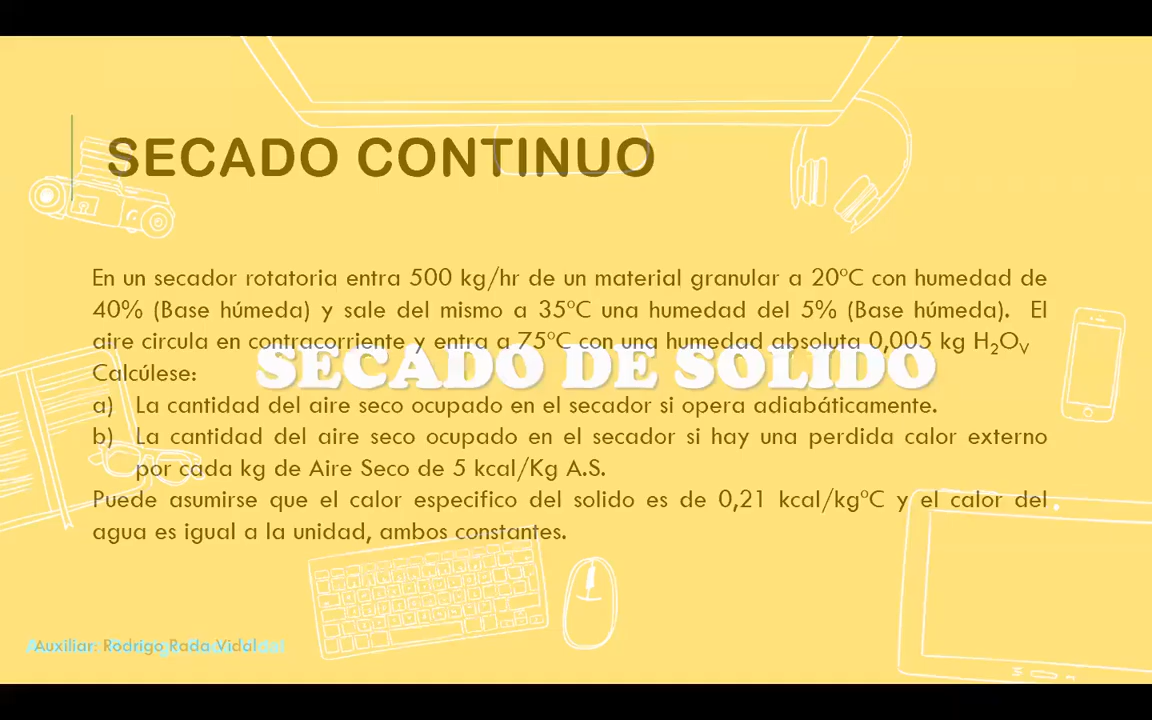 SECADO CONTINUO
En un secador rotatoria entra 500 kg/hr de un material granular a 20ºC con humedad de
40% (Base húmeda) y sale del mismo a 35ºC una humedad del 5% (Base húmeda). El
aire circula en contracorriente y entra a 75ºC con una humedad absoluta 0,005 kg H₂Oᵥ
SECADO DE SOLIDO
Calcúlese:
a) La cantidad del aire seco ocupado en el secador si opera adiabáticamente.
b) La cantidad del aire seco ocupado en el secador si hay una perdida calor externo
por cada kg de Aire Seco de 5 kcal/Kg A.S.
Puede asumirse que el calor especifico del solido es de 0,21 kcal/kgºC y el calor del
agua es igual a la unidad, ambos constantes.
Auxiliar: Rodrigo Rada Vidal